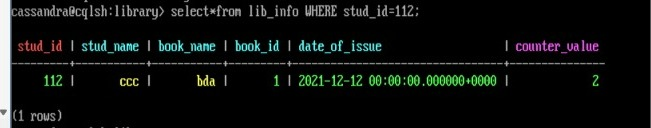 cassandra@cqlsh:library> select*from lib_info WHERE stud_id=112;
stud_id | stud_name | book_name | book_id | date_of_issue | counter_value
112 | ccc | bda | 1 | 2021-12-12 00:00:00.000000+0000 | 2
(1 rows)